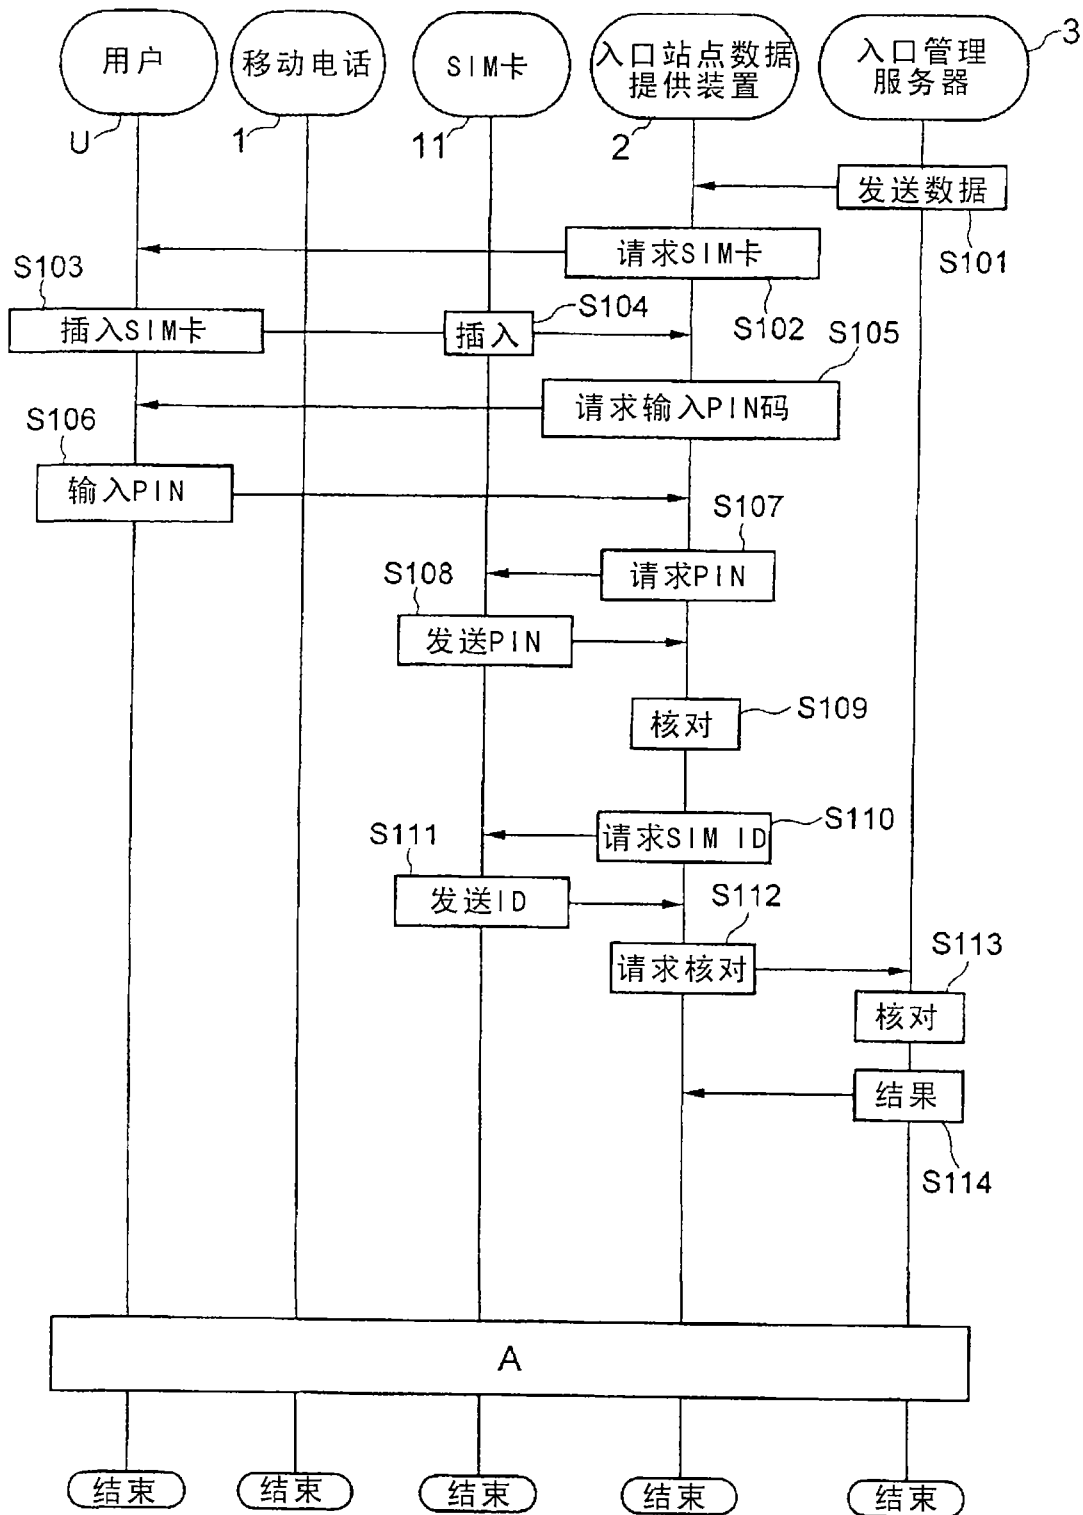 用户
移动电话
SIM卡
入口站点数据
提供装置
入口管理
服务器
3
U
1
11
2
发送数据
S101
请求SIM卡
S102
S103
插入SIM卡
插入
S104
S105
请求输入PIN码
S106
输入PIN
S107
请求PIN
S108
发送PIN
核对
S109
请求SIM ID
S110
S111
发送ID
S112
请求核对
S113
核对
结果
S114
A
结束
结束
结束
结束
结束